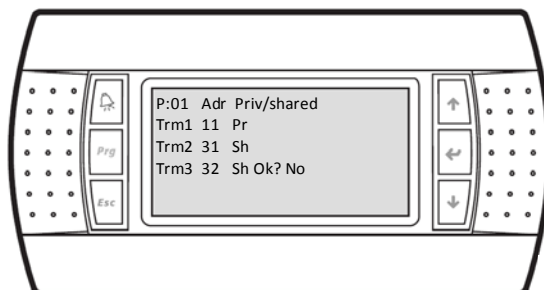 P:01 Adr Priv/shared
Trm1 11 Pr
Trm2 31 Sh
Trm3 32 Sh Ok? No
Prg
Esc